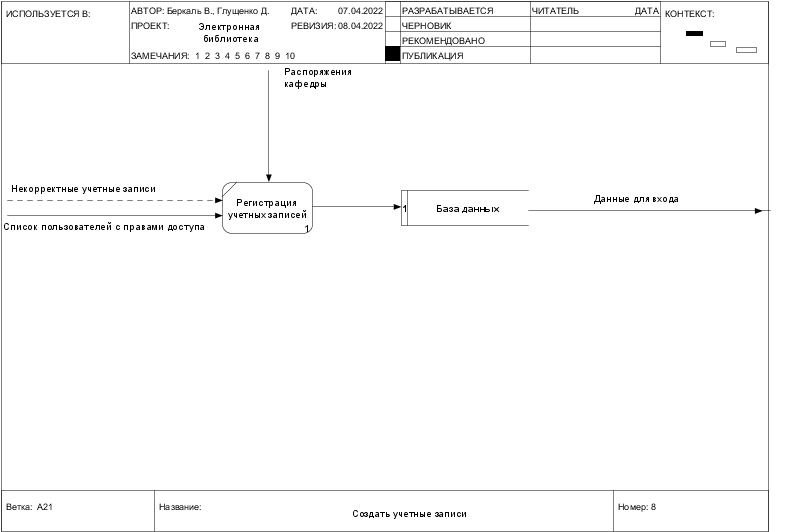 ИСПОЛЬЗУЕТСЯ В:
АВТОР: Беркаль В., Глущенко Д.
ДАТА: 07.04.2022
РАЗРАБАТЫВАЕТСЯ
ЧИТАТЕЛЬ
ДАТА
КОНТЕКСТ:
ПРОЕКТ: Электронная
библиотека
РЕВИЗИЯ: 08.04.2022
ЧЕРНОВИК
РЕКОМЕНДОВАНО
ЗАМЕЧАНИЯ: 1 2 3 4 5 6 7 8 9 10
ПУБЛИКАЦИЯ
Распоряжения
кафедры
Некорректные учетные записи
Список пользователей с правами доступа
Регистрация
учетных записей
1
1
База данных
Данные для входа
Ветка: A21
Название:
Создать учетные записи
Номер: 8